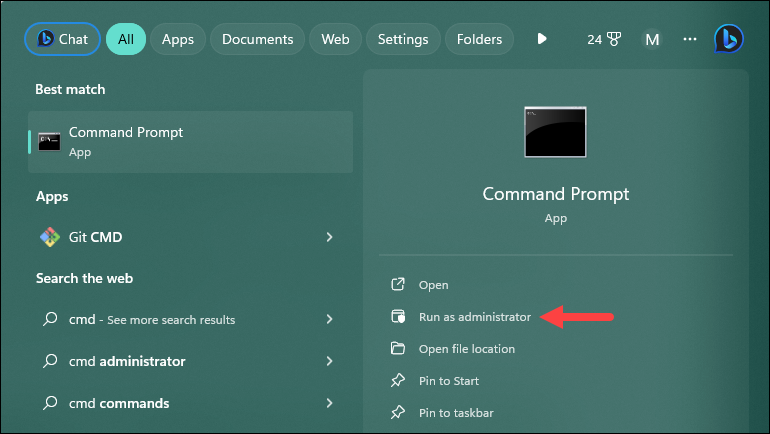 Chat
All
Apps
Documents
Web
Settings
Folders
24
M
Best match
Command Prompt
App
Apps
Git CMD
Search the web
cmd - See more search results
cmd administrator
cmd commands
Command Prompt
App
Open
Run as administrator
Open file location
Pin to Start
Pin to taskbar